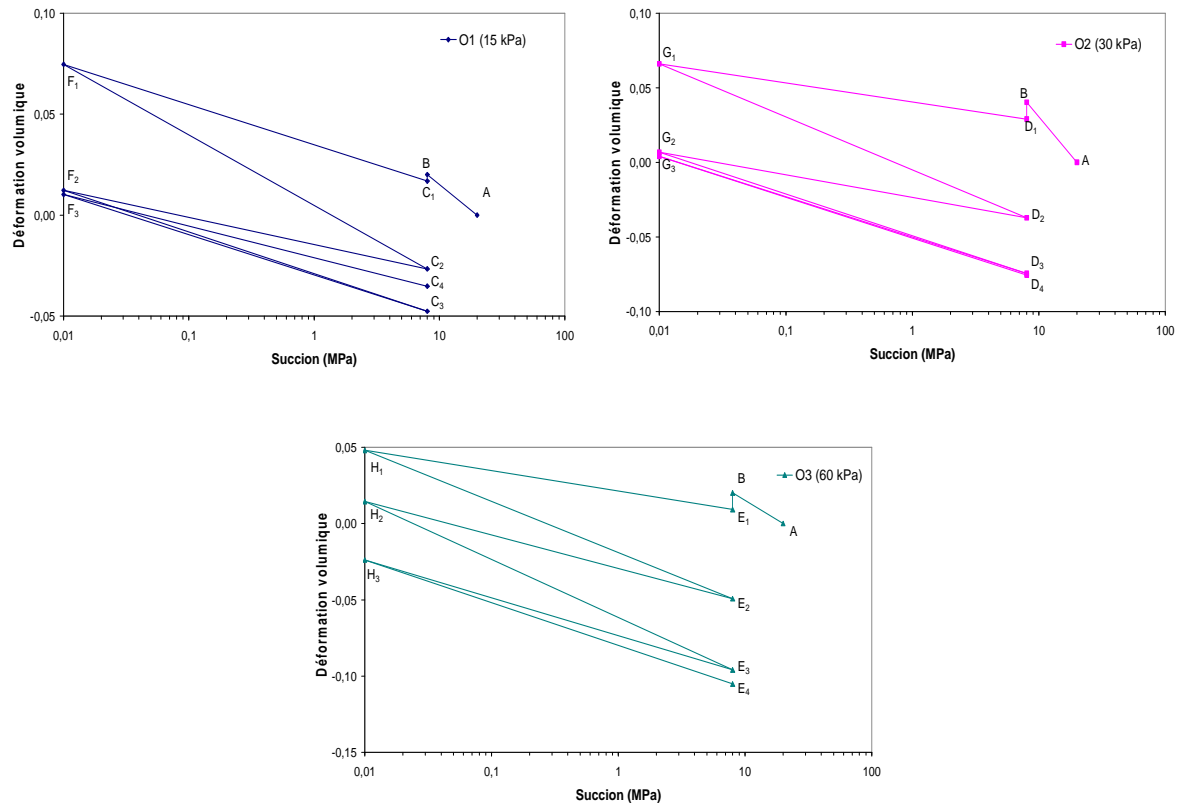 0,10
O1 (15 kPa)
F1
0,05
B
C1
A
F2
F3
0,00
C2
C4
C3
-0,05
0,01
0,1
1
10
100
Déformation volumique
Succion (MPa)
0,10
O2 (30 kPa)
G1
0,05
B
D1
G2
G3
A
0,00
D2
-0,05
D3
D4
-0,10
0,01
0,1
1
10
100
Déformation volumique
Succion (MPa)
0,05
H1
O3 (60 kPa)
B
E1
A
0,00
H2
H3
-0,05
E2
E3
-0,10
E4
-0,15
0,01
0,1
1
10
100
Déformation volumique
Succion (MPa)